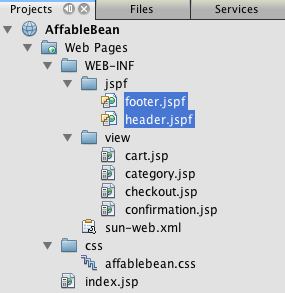 Projects Files Services
AffableBean
Web Pages
WEB-INF
jspf
footer.jspf
header.jspf
view
cart.jsp
category.jsp
checkout.jsp
confirmation.jsp
sun-web.xml
css
affablebean.css
index.jsp